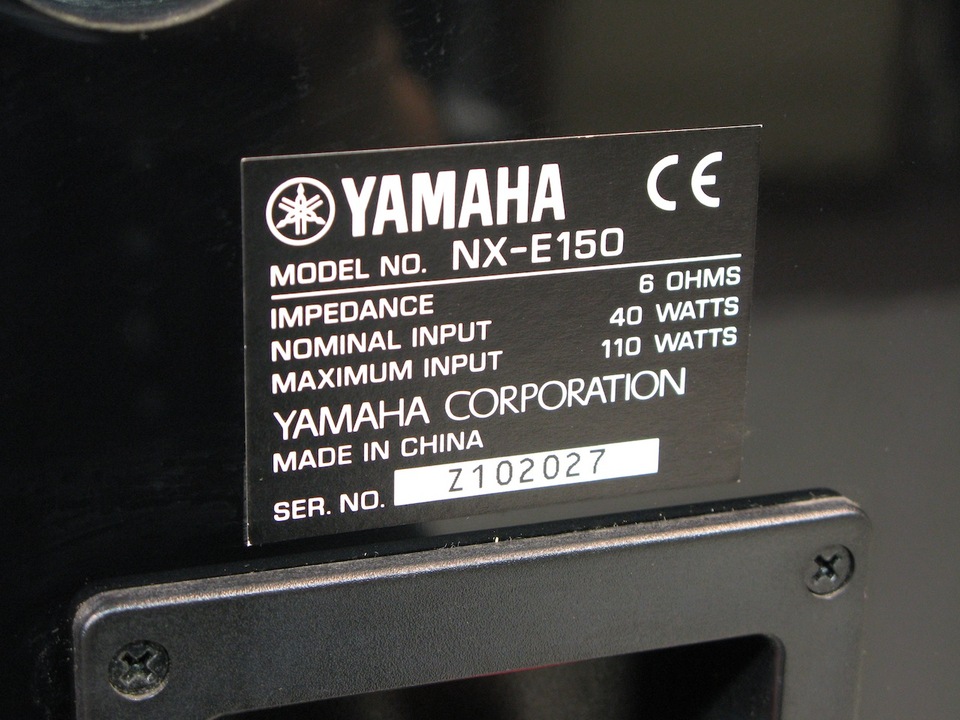 YAMAHA CE
MODEL NO. NX-E150
IMPEDANCE 6 OHMS
NOMINAL INPUT 40 WATTS
MAXIMUM INPUT 110 WATTS
YAMAHA CORPORATION
MADE IN CHINA
SER. NO. Z102027